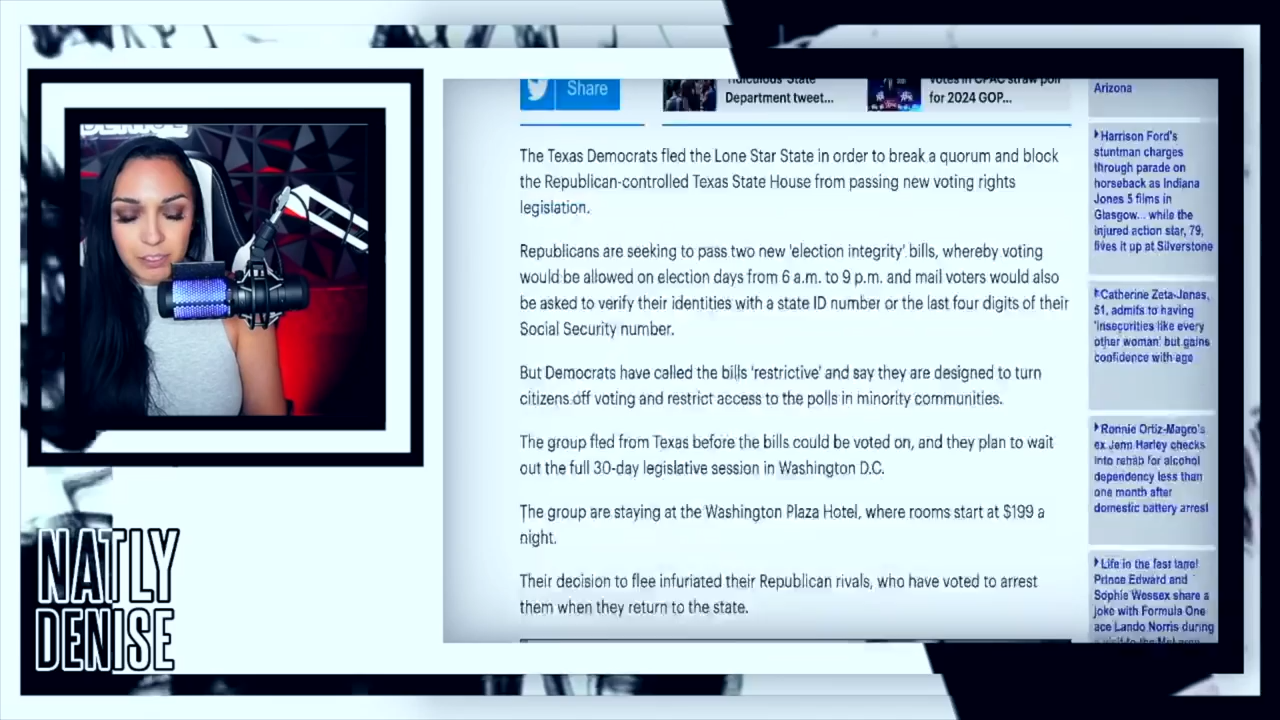 DENISE
Share
ridiculous' State
Department tweet...
votes in CPAC straw poll
for 2024 GOP...
The Texas Democrats fled the Lone Star State in order to break a quorum and block
the Republican-controlled Texas State House from passing new voting rights
legislation.
Republicans are seeking to pass two new 'election integrity' bills, whereby voting
would be allowed on election days from 6 a.m. to 9 p.m. and mail voters would also
be asked to verify their identities with a state ID number or the last four digits of their
Social Security number.
But Democrats have called the bills 'restrictive' and say they are designed to turn
citizens off voting and restrict access to the polls in minority communities.
The group fled from Texas before the bills could be voted on, and they plan to wait
out the full 30-day legislative session in Washington D.C.
The group are staying at the Washington Plaza Hotel, where rooms start at $199 a
night.
Their decision to flee infuriated their Republican rivals, who have voted to arrest
them when they return to the state.
Arizona
Harrison Ford's
stuntman charges
through parade on
horseback as Indiana
Jones 5 films in
Glasgow... while the
injured action star, 79,
lives it up at Silverstone
Catherine Zeta-Jones,
51, admits to having
'insecurities like every
other woman' but gains
confidence with age
Ronnie Ortiz-Magro's
ex Jenn Harley checks
into rehab for alcohol
dependency less than
one month after
domestic battery arrest
Life in the fast lane!
Prince Edward and
Sophie Wessex share a
joke with Formula One
ace Lando Norris during
NATLY
DENISE